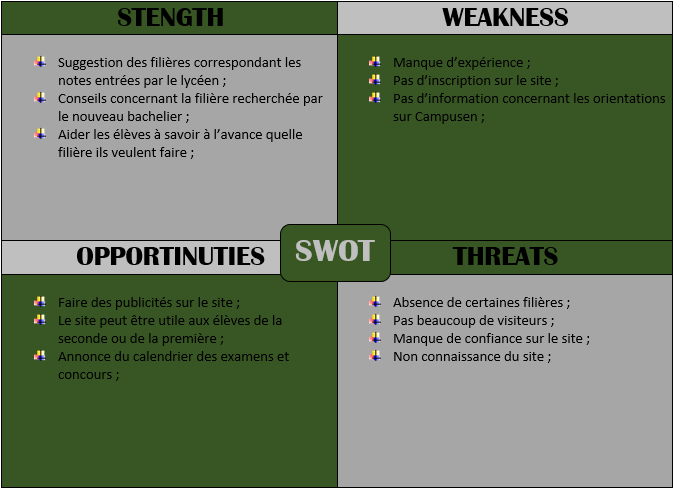 STENGTH
Suggestion des filières correspondant les
notes entrées par le lycéen ;
Conseils concernant la filière recherchée par
le nouveau bachelier ;
Aider les élèves à savoir à l’avance quelle
filière ils veulent faire ;
WEAKNESS
Manque d’expérience ;
Pas d’inscription sur le site ;
Pas d’information concernant les orientations
sur Campusen ;
SWOT
OPPORTINUTIES
Faire des publicités sur le site ;
Le site peut être utile aux élèves de la
seconde ou de la première ;
Annonce du calendrier des examens et
concours ;
THREATS
Absence de certaines filières ;
Pas beaucoup de visiteurs ;
Manque de confiance sur le site ;
Non connaissance du site ;